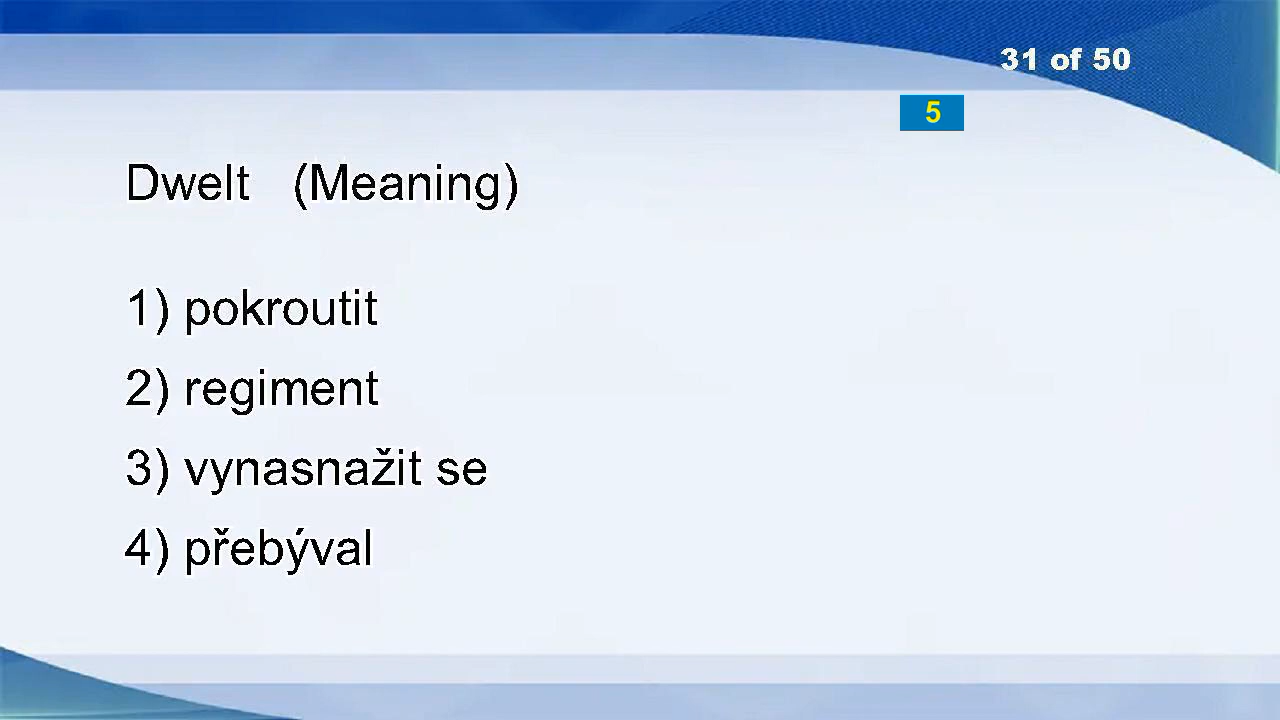 31 of 50
5
Dwelt (Meaning)
1) pokroutit
2) regiment
3) vynasnažit se
4) přebýval